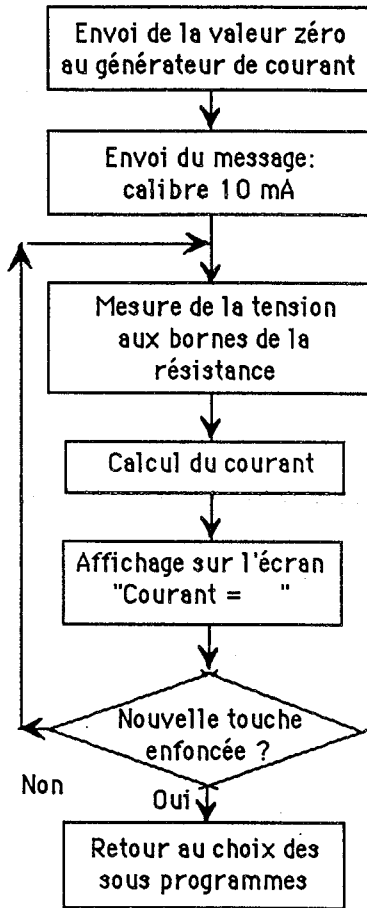 Envoi de la valeur zéro
au générateur de courant
Envoi du message:
calibre 10 mA
Mesure de la tension
aux bornes de la
résistance
Calcul du courant
Affichage sur l'écran
"Courant =     "
Nouvelle touche
enfoncée ?
Non
Oui
Retour au choix des
sous programmes